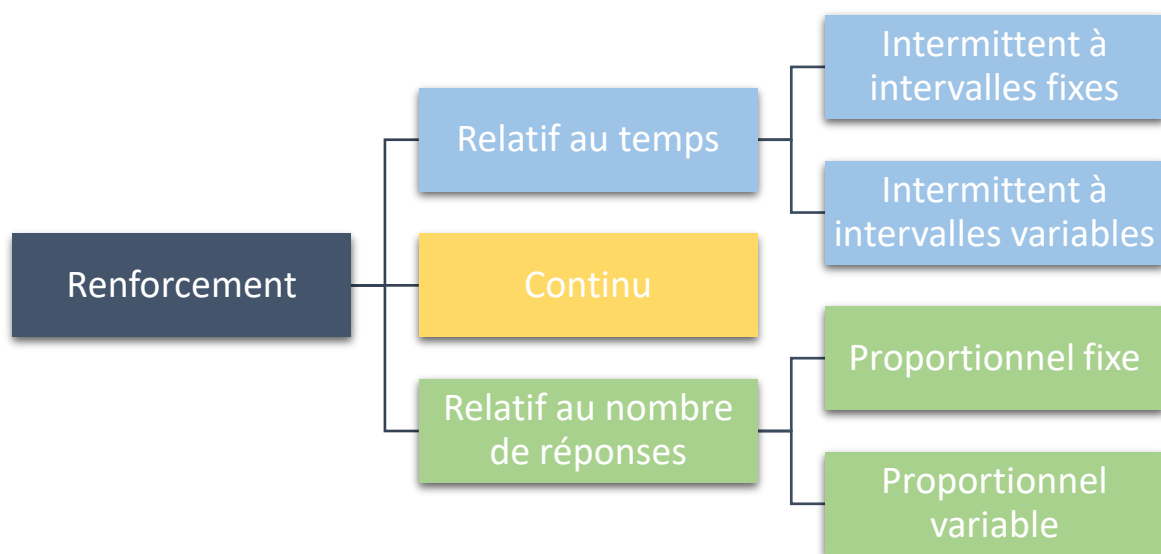 Renforcement
Relatif au temps
Intermittent à
intervalles fixes
Intermittent à
intervalles variables
Continu
Relatif au nombre
de réponses
Proportionnel fixe
Proportionnel
variable